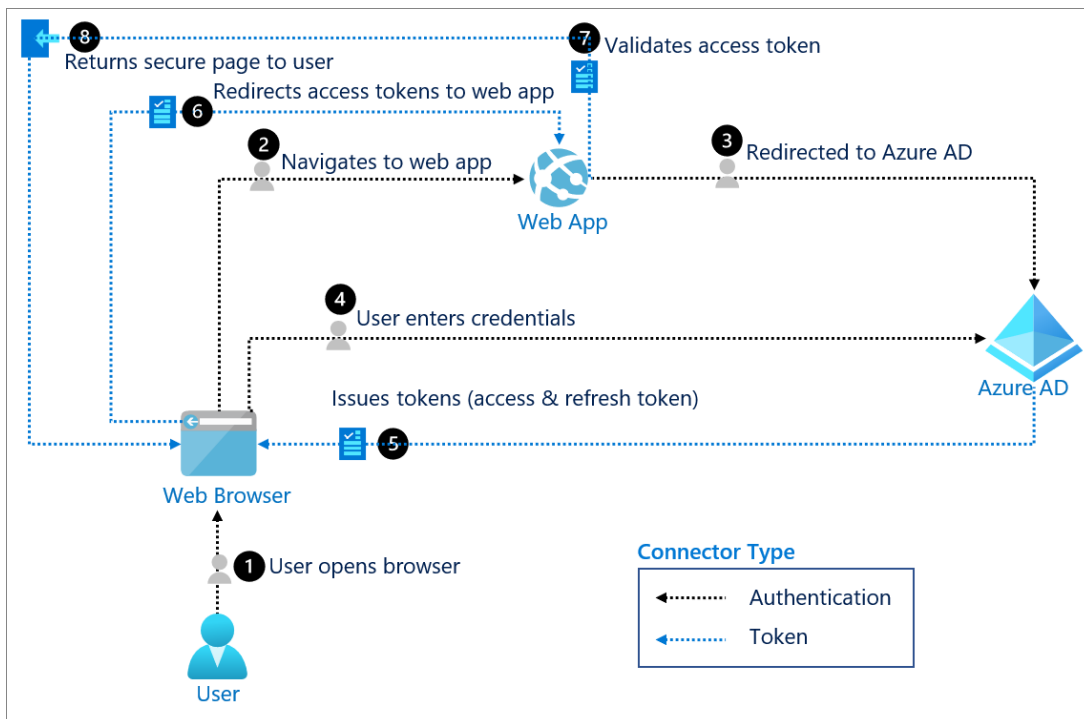 8
7
Validates access token
Returns secure page to user
Redirects access tokens to web app
6
2
Navigates to web app
3
Redirected to Azure AD
Web App
4
User enters credentials
Azure AD
Issues tokens (access & refresh token)
5
Web Browser
1
User opens browser
User
Connector Type
Authentication
Token